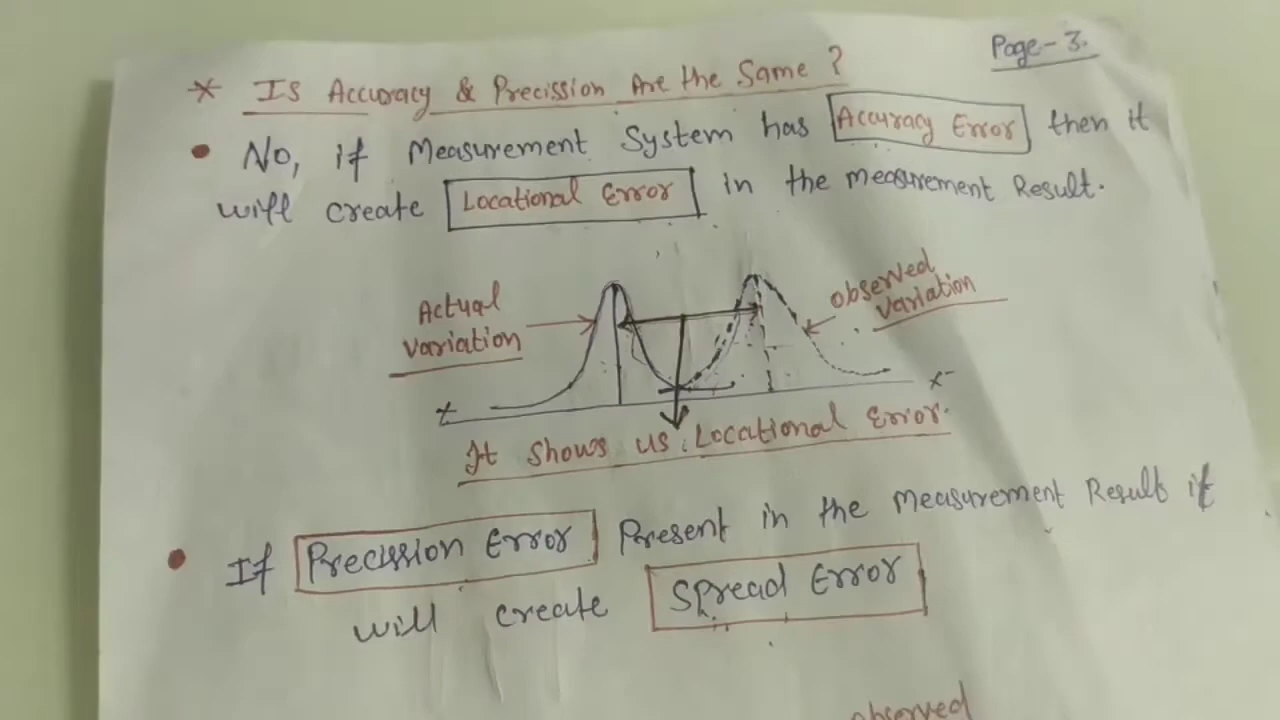 Page-3.
* Is Accuracy & Precission Are the Same ?
• No, if Measurement System has Accuracy Error then it
will create Locational Error in the measurement Result.
Actual
variation
observed
variation
It shows us Locational Error.
• If Precission Error Present in the Measurement Result it
will create Spread Error
observed